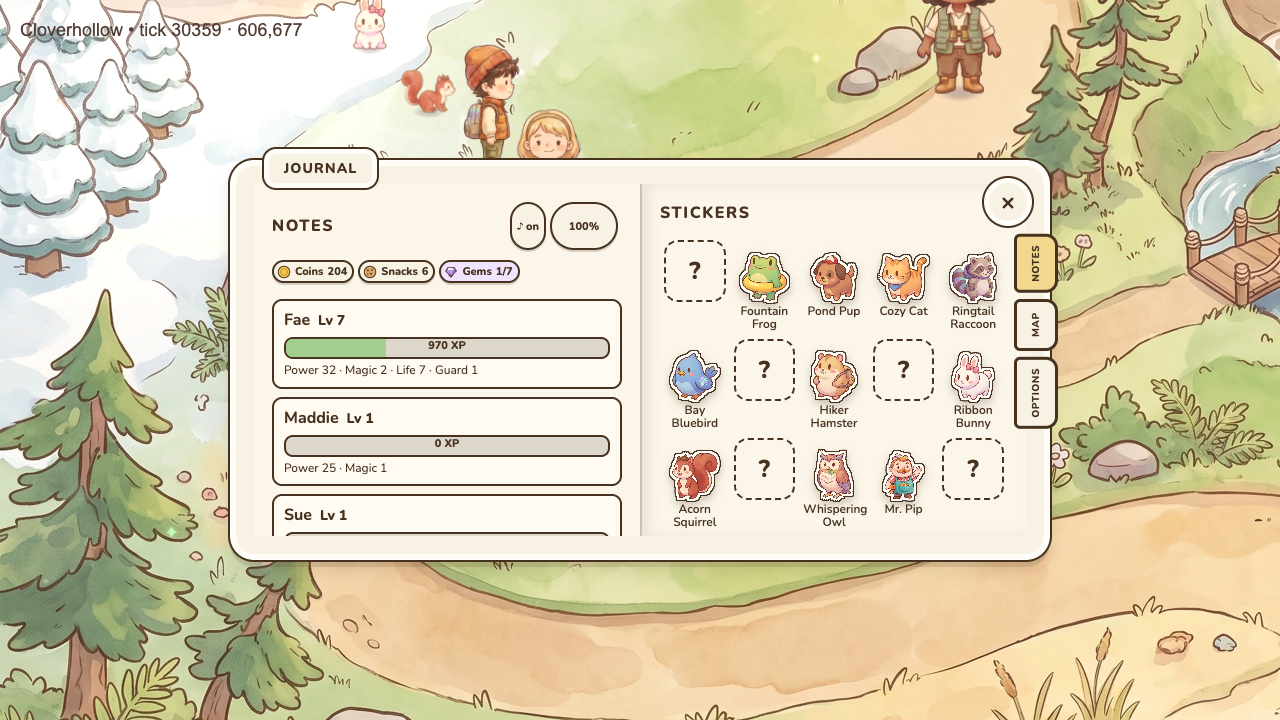 Cloverhollow • tick 30359 · 606,677
JOURNAL
NOTES
♪ on
100%
Coins 204
Snacks 6
Gems 1/7
Fae Lv 7
970 XP
Power 32 · Magic 2 · Life 7 · Guard 1
Maddie Lv 1
0 XP
Power 25 · Magic 1
Sue Lv 1
STICKERS
×
?
Fountain
Frog
Pond Pup
Cozy Cat
Ringtail
Raccoon
Bay
Bluebird
?
Hiker
Hamster
?
Ribbon
Bunny
Acorn
Squirrel
?
Whispering
Owl
Mr. Pip
?
NOTES
MAP
OPTIONS